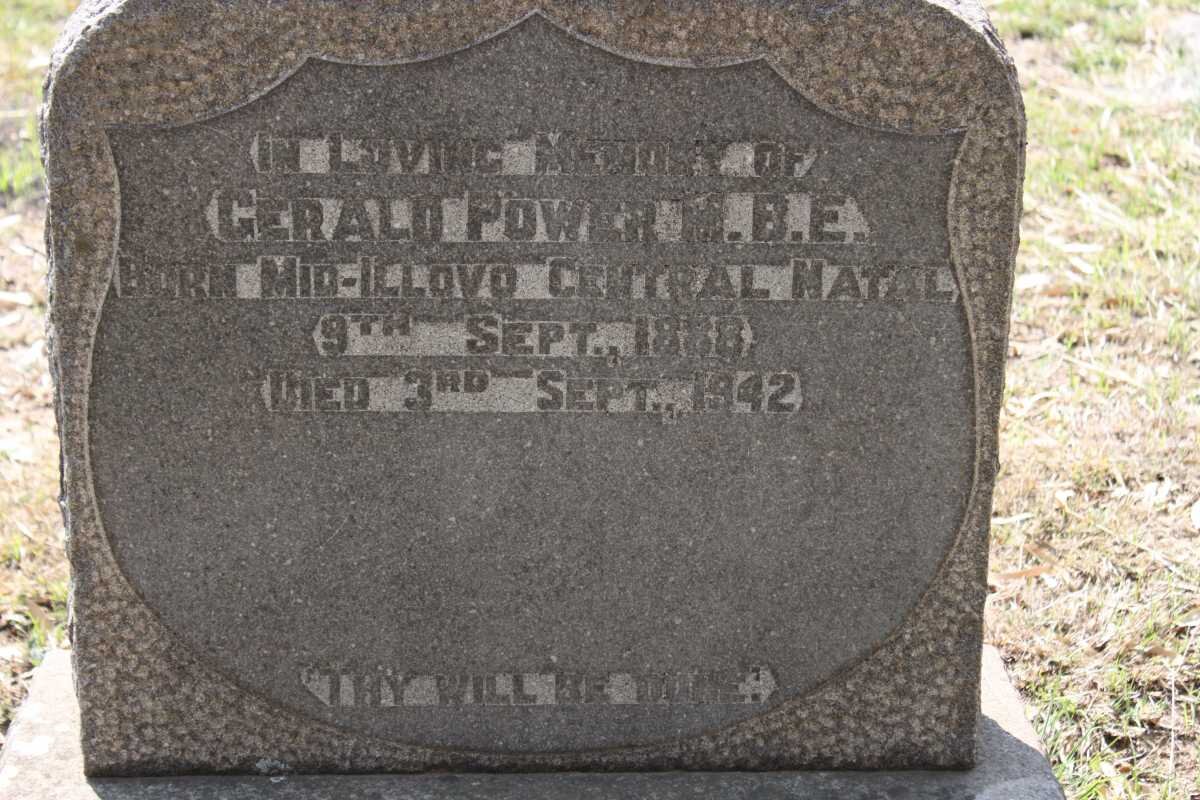 IN LOVING MEMORY OF
GERALD POWER M.B.E.
BORN MID-ILLOVO CENTRAL NATAL
9TH SEPT., 1888
DIED 3RD SEPT., 1942
"THY WILL BE DONE."